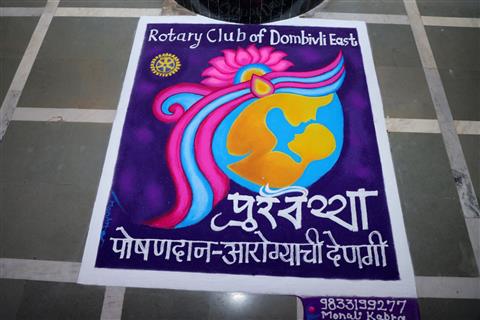 Rotary Club of Dombivli East
पोषणदान-आरोग्याची देणगी
9833199277
Monali Kabra